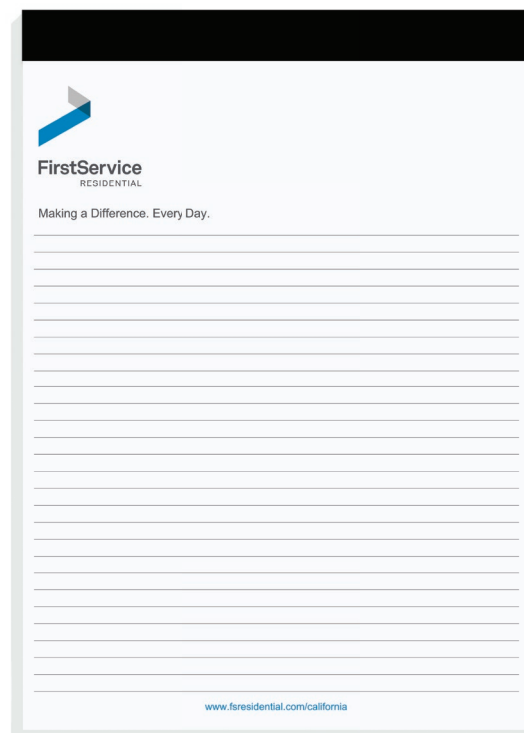 FirstService
RESIDENTIAL
Making a Difference. Every Day.
www.fsresidential.com/california